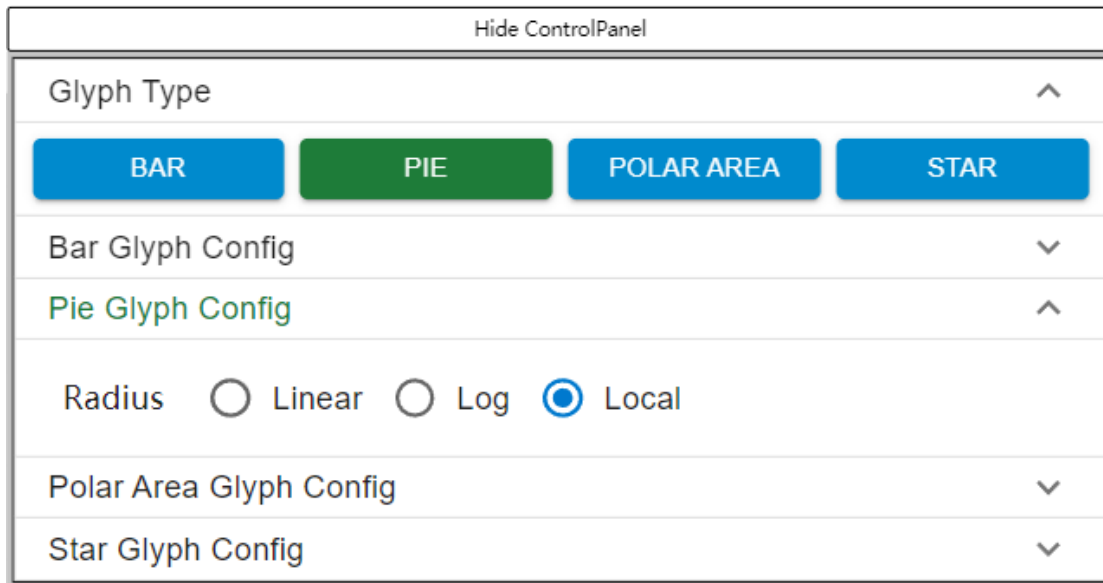 Hide ControlPanel
Glyph Type
BAR PIE POLAR AREA STAR
Bar Glyph Config
Pie Glyph Config
Radius Linear Log Local
Polar Area Glyph Config
Star Glyph Config